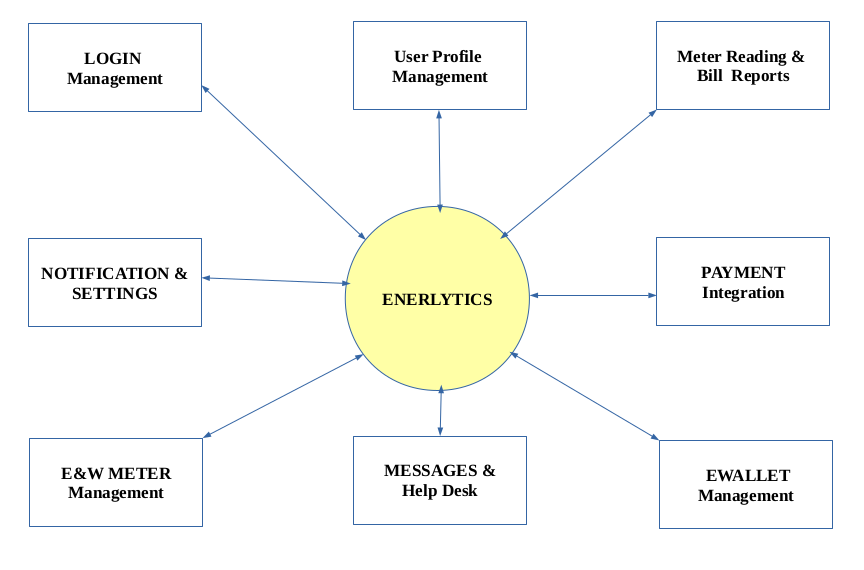 LOGIN
Management
User Profile
Management
Meter Reading &
Bill Reports
NOTIFICATION &
SETTINGS
ENERLYTICS
PAYMENT
Integration
E&W METER
Management
MESSAGES &
Help Desk
EWALLET
Management